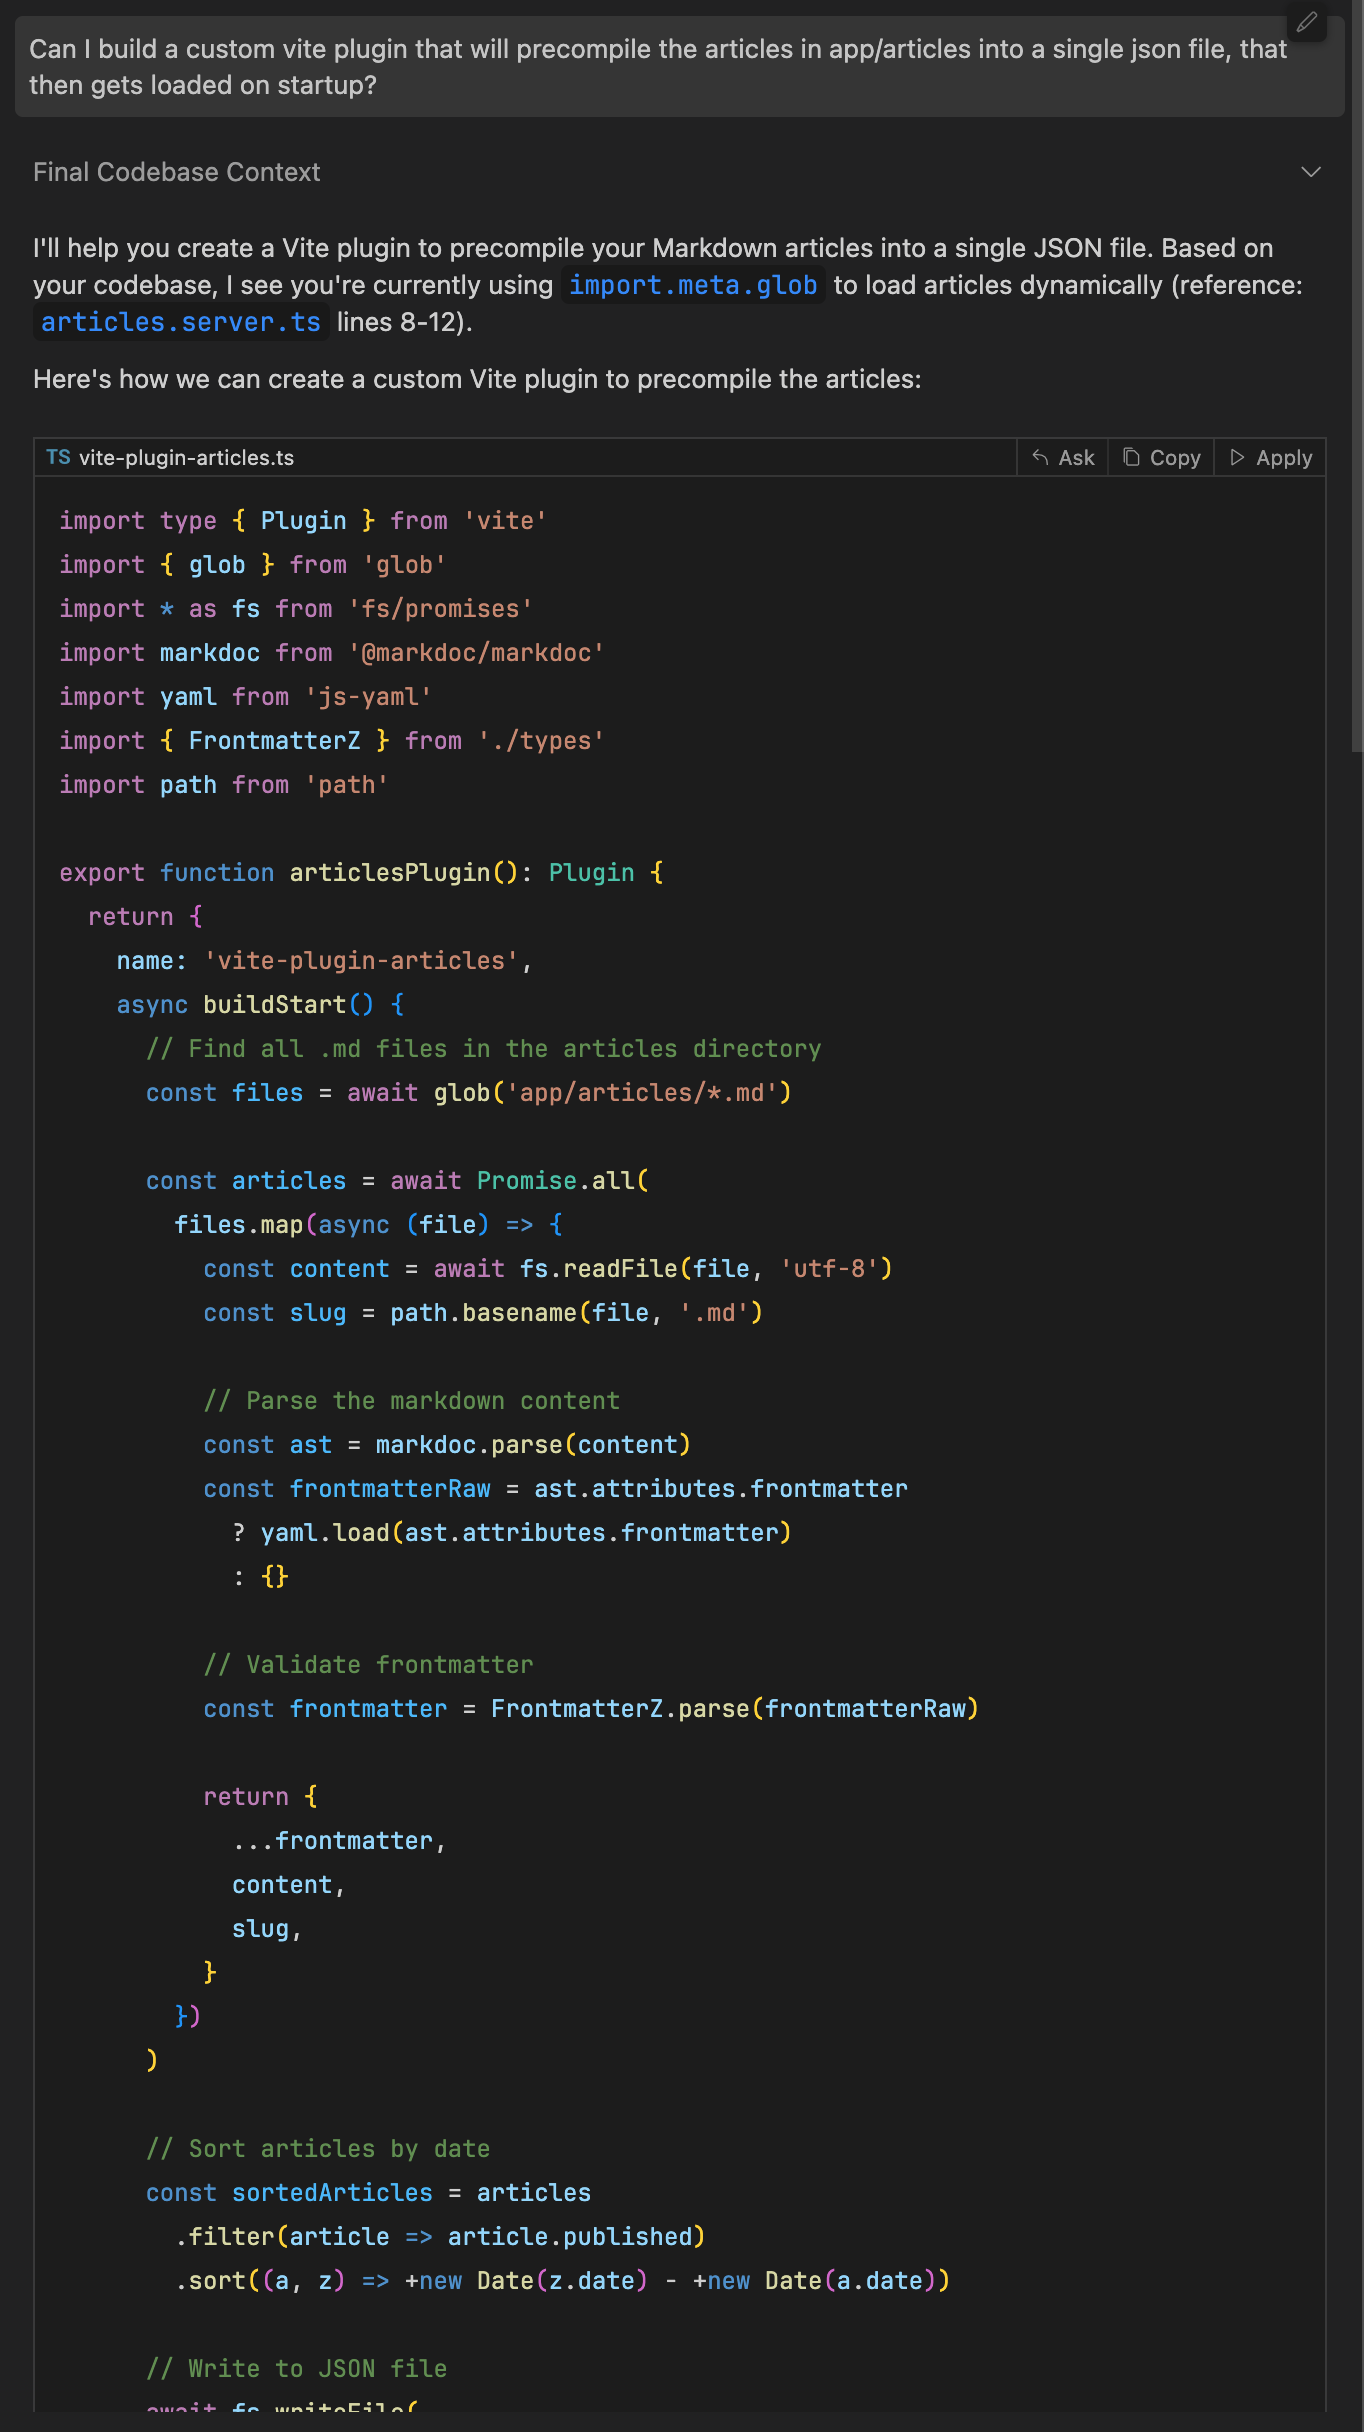 Can I build a custom vite plugin that will precompile the articles in app/articles into a single json file, that
then gets loaded on startup?
Final Codebase Context
I'll help you create a Vite plugin to precompile your Markdown articles into a single JSON file. Based on
your codebase, I see you're currently using import.meta.glob to load articles dynamically (reference:
articles.server.ts lines 8-12).
Here's how we can create a custom Vite plugin to precompile the articles:
TS vite-plugin-articles.ts Ask Copy Apply
import type { Plugin } from 'vite'
import { glob } from 'glob'
import * as fs from 'fs/promises'
import markdoc from '@markdoc/markdoc'
import yaml from 'js-yaml'
import { FrontmatterZ } from './types'
import path from 'path'
export function articlesPlugin(): Plugin {
  return {
    name: 'vite-plugin-articles',
    async buildStart() {
      // Find all .md files in the articles directory
      const files = await glob('app/articles/*.md')
      const articles = await Promise.all(
        files.map(async (file) => {
          const content = await fs.readFile(file, 'utf-8')
          const slug = path.basename(file, '.md')
          // Parse the markdown content
          const ast = markdoc.parse(content)
          const frontmatterRaw = ast.attributes.frontmatter
            ? yaml.load(ast.attributes.frontmatter)
            : {}
          // Validate frontmatter
          const frontmatter = FrontmatterZ.parse(frontmatterRaw)
          return {
            ...frontmatter,
            content,
            slug,
          }
        })
      )
      // Sort articles by date
      const sortedArticles = articles
        .filter(article => article.published)
        .sort((a, z) => +new Date(z.date) - +new Date(a.date))
      // Write to JSON file
      await fs.writeFile(